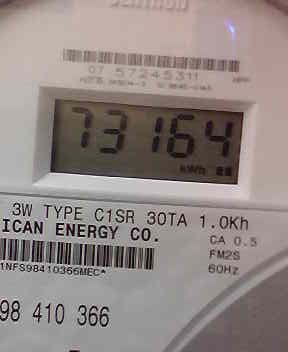 07 57245311
73164
kWh 88
3W TYPE C1SR 30TA 1.0Kh
ICAN ENERGY CO.
CA 0.5
FM2S
1NFS98410366MEC*
60Hz
98 410 366